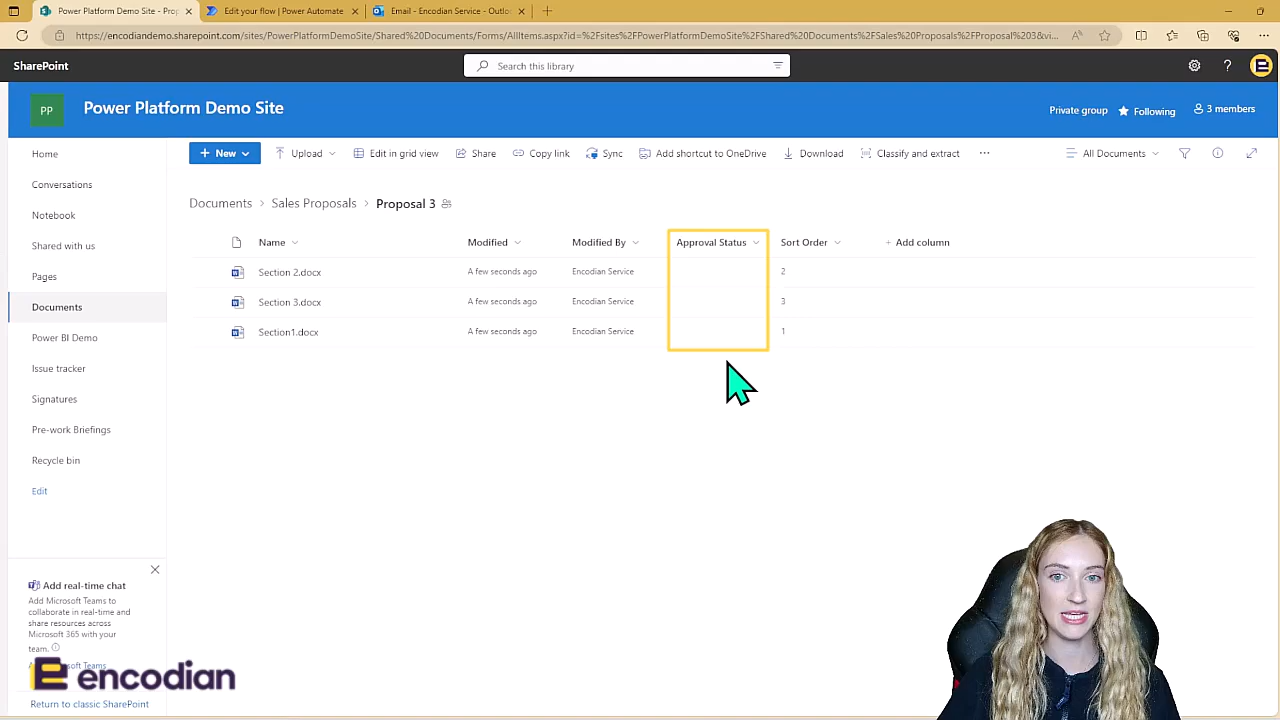 Power Platform Demo Site - Prop
Edit your flow | Power Automate
Email - Encodian Service - Outlo
https://encodiandemo.sharepoint.com/sites/PowerPlatformDemoSite/Shared%20Documents/Forms/AllItems.aspx?id=%2Fsites%2FPowerPlatformDemoSite%2FShared%20Documents%2FSales%20Proposals%2FProposal%203&vi...
SharePoint
Search this library
PP
Power Platform Demo Site
Private group
Following
3 members
Home
Conversations
Notebook
Shared with us
Pages
Documents
Power BI Demo
Issue tracker
Signatures
Pre-work Briefings
Recycle bin
Edit
+ New
Upload
Edit in grid view
Share
Copy link
Sync
Add shortcut to OneDrive
Download
Classify and extract
...
All Documents
Documents > Sales Proposals > Proposal 3
Name Modified Modified By Approval Status Sort Order + Add column
Section 2.docx A few seconds ago Encodian Service 2
Section 3.docx A few seconds ago Encodian Service 3
Section1.docx A few seconds ago Encodian Service 1
Add real-time chat
Add Microsoft Teams to
collaborate in real-time and
share resources across
Microsoft 365 with your
team.
oft Teams
encodian
Return to classic SharePoint